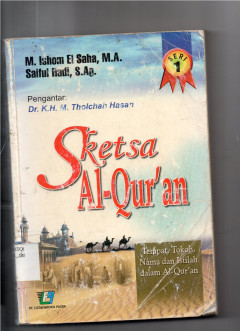 M. Ishom El Saha, M.A.
Saiful Hadi, S.Ag.
SERI
1
Pengantar:
Dr. K.H. M. Tholchah Hasan
Sketsa
Al-Qur'an
Tempat, Tokoh,
Nama dan Istilah
dalam Al-Qur'an